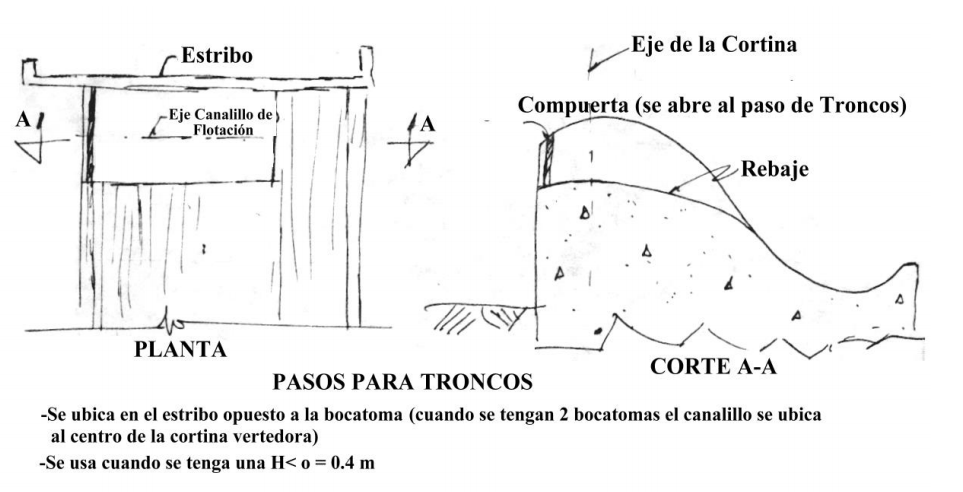 Estribo
Eje de la Cortina
Compuerta (se abre al paso de Troncos)
A
Eje Canalillo de
Flotación
A
Rebaje
PLANTA
CORTE A-A
PASOS PARA TRONCOS
-Se ubica en el estribo opuesto a la bocatoma (cuando se tengan 2 bocatomas el canalillo se ubica
al centro de la cortina vertedora)
-Se usa cuando se tenga una H< o = 0.4 m